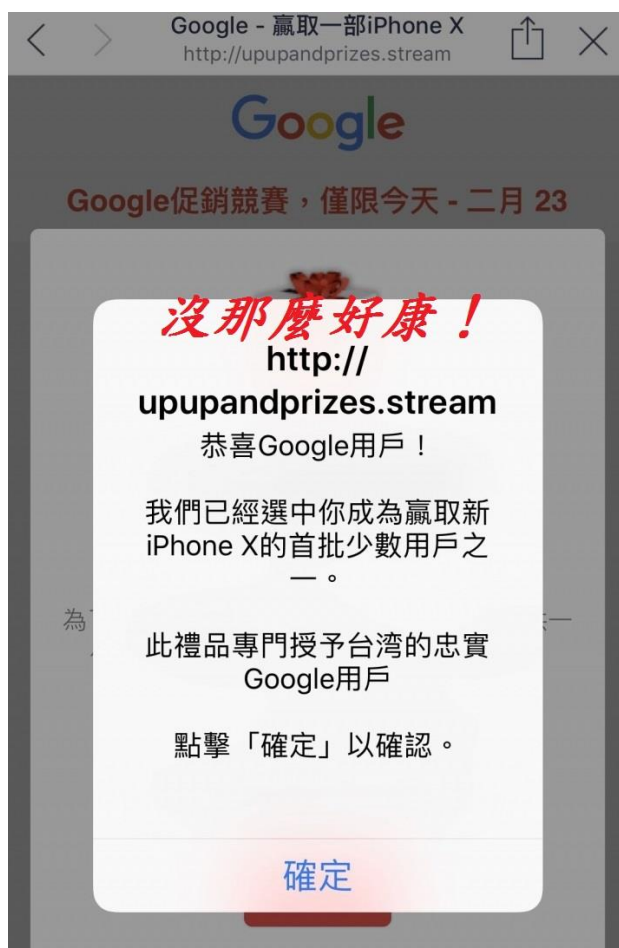 Google - 贏取一部iPhone X
http://upupandprizes.stream
Google
Google促銷競賽，僅限今天 - 二月 23
沒那麼好康！
http://
upupandprizes.stream
恭喜Google用戶！
我們已經選中你成為贏取新
iPhone X的首批少數用戶之
一。
為
一
此禮品專門授予台湾的忠實
Google用戶
點擊「確定」以確認。
確定